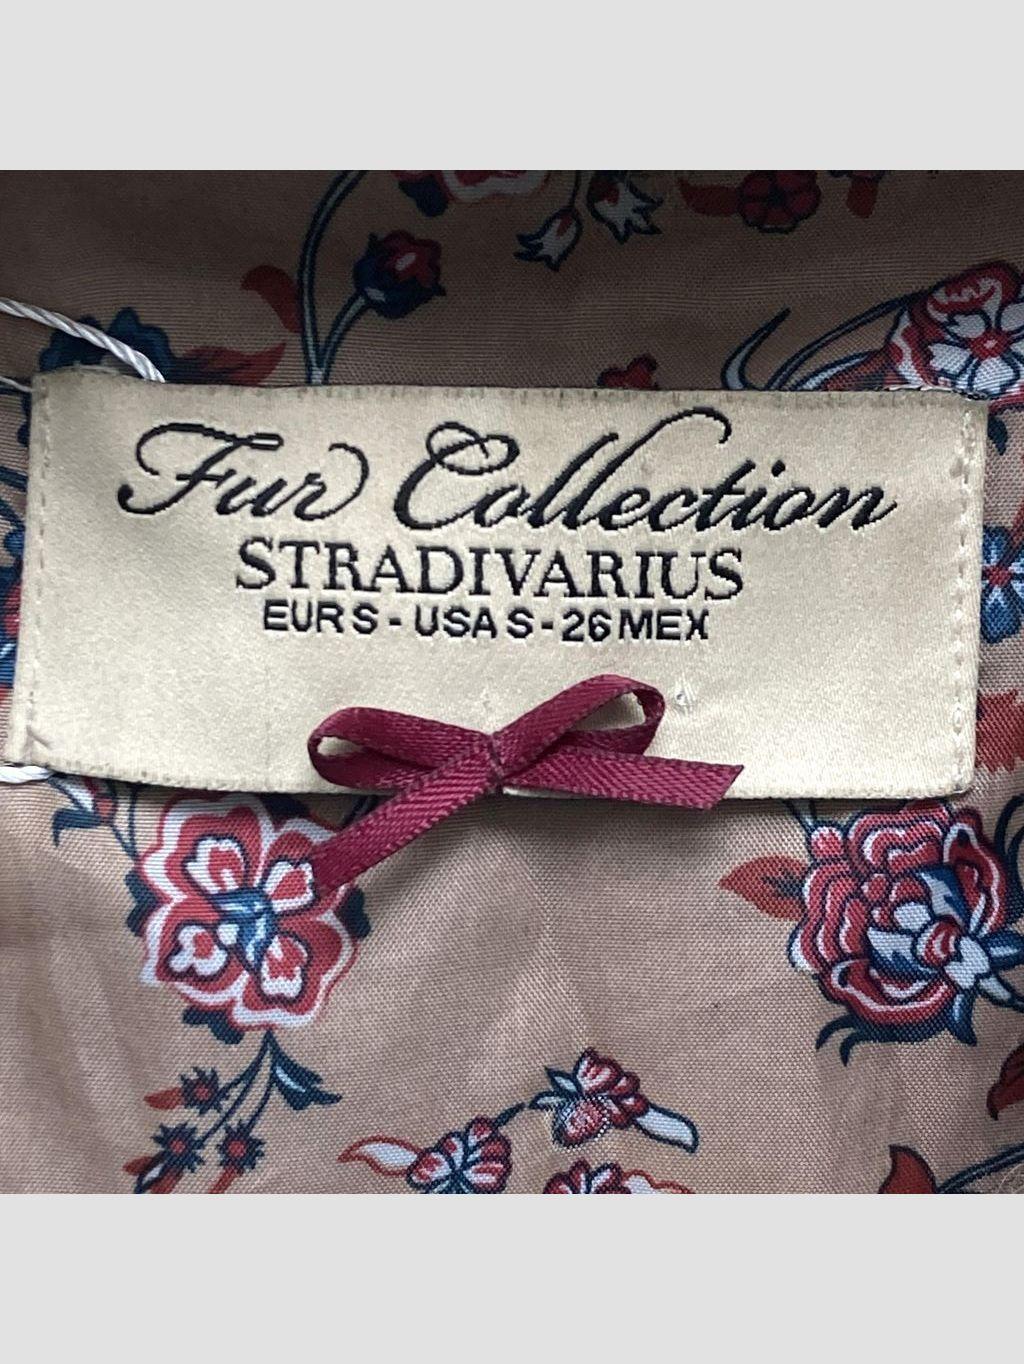 Fur Collection
STRADIVARIUS
EUR S - USA S - 26 MEX